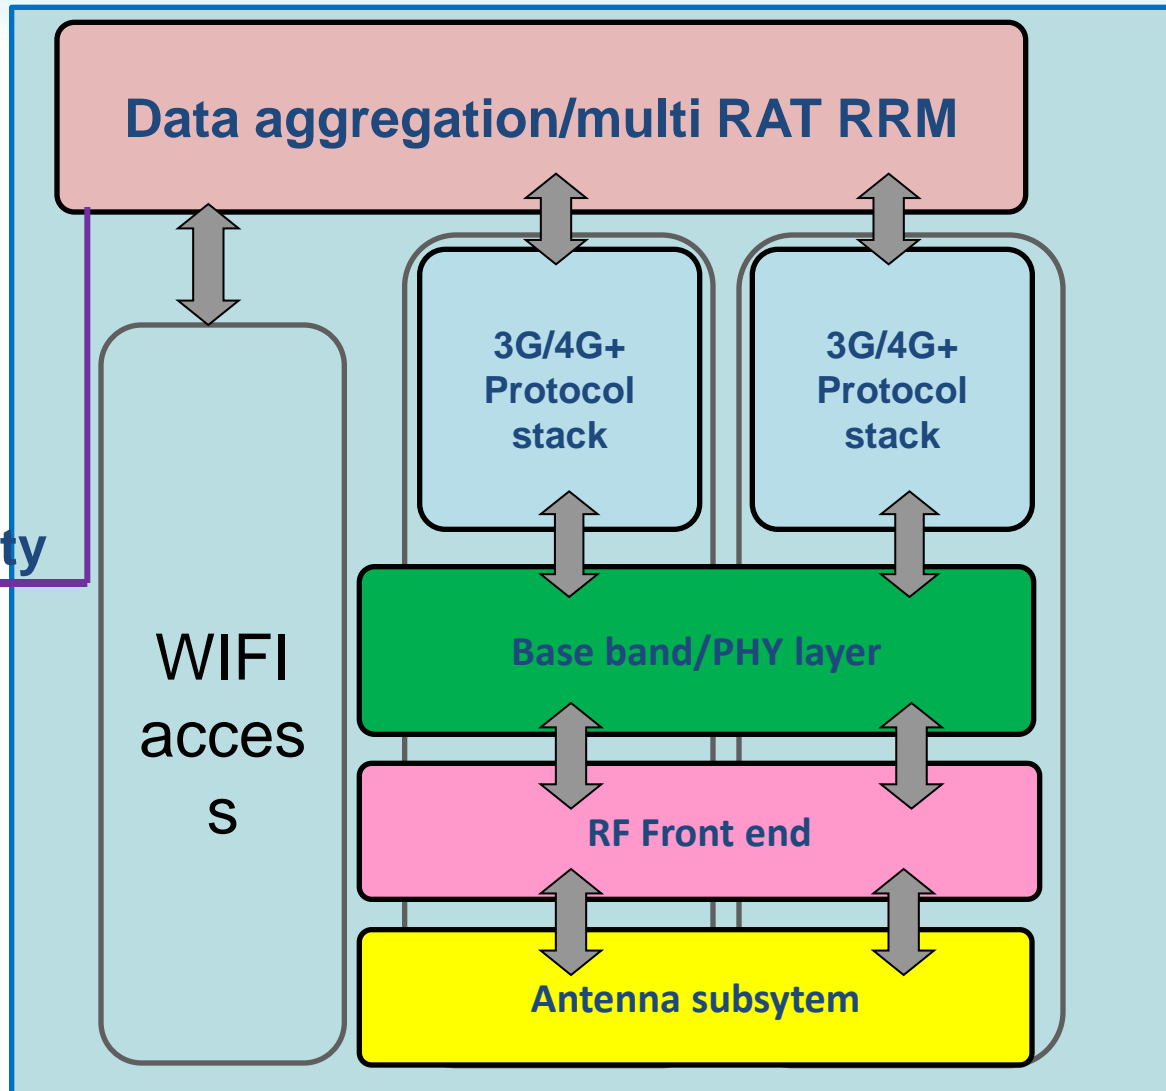 Data aggregation/multi RAT RRM
3G/4G+
Protocol
stack
3G/4G+
Protocol
stack
ty
WIFI
acces
s
Base band/PHY layer
RF Front end
Antenna subsytem